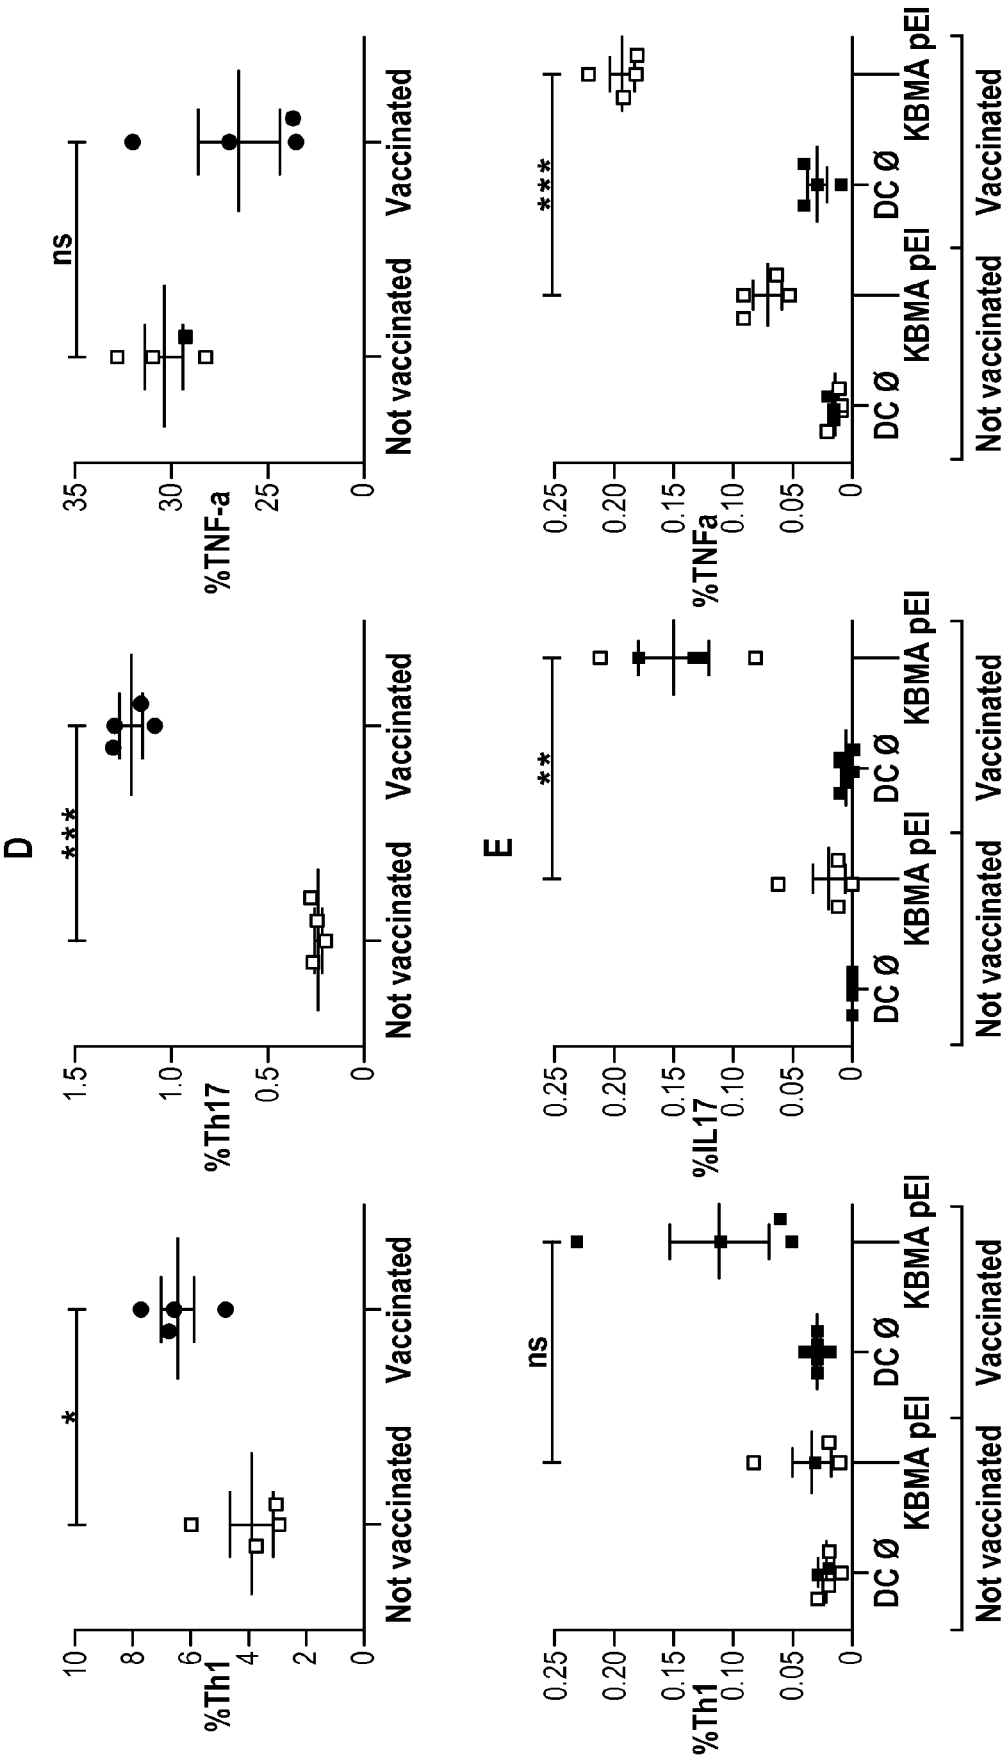 D
*
10
8
6
4
2
0
%Th1
Not vaccinated
Vaccinated
***
1.5
1.0
0.5
0
%Th17
Not vaccinated
Vaccinated
ns
35
30
25
0
%TNF-a
Not vaccinated
Vaccinated
E
ns
0.25
0.20
0.15
0.10
0.05
0
%Th1
DC Ø
KBMA pEI
DC Ø
KBMA pEI
Not vaccinated
Vaccinated
**
0.25
0.20
0.15
0.10
0.05
0
%IL17
DC Ø
KBMA pEI
DC Ø
KBMA pEI
Not vaccinated
Vaccinated
***
0.25
0.20
0.15
0.10
0.05
0
%TNFa
DC Ø
KBMA pEI
DC Ø
KBMA pEI
Not vaccinated
Vaccinated